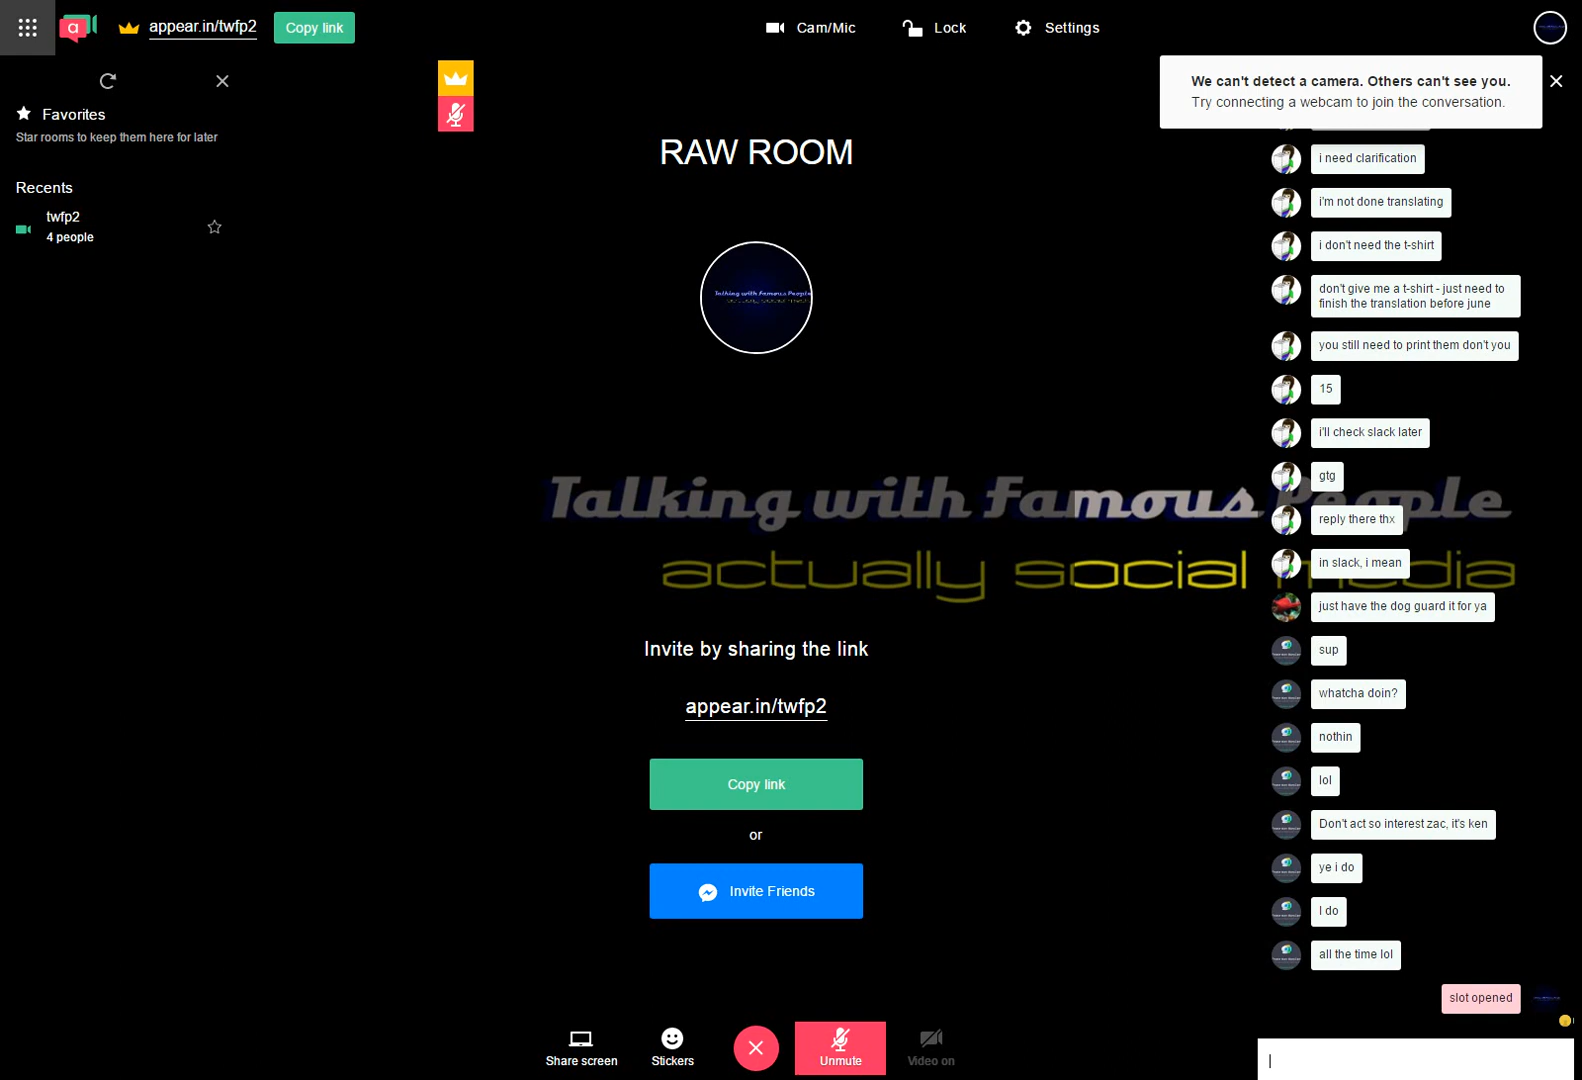 appear.in/twfp2
Copy link
Cam/Mic
Lock
Settings
We can't detect a camera. Others can't see you.
Try connecting a webcam to join the conversation.
Favorites
Star rooms to keep them here for later
Recents
twfp2
4 people
RAW ROOM
Talking with Famous People
Talking with Famous People
actually social media
Invite by sharing the link
appear.in/twfp2
Copy link
or
Invite Friends
i need clarification
i'm not done translating
i don't need the t-shirt
don't give me a t-shirt - just need to
finish the translation before june
you still need to print them don't you
15
i'll check slack later
gtg
reply there thx
in slack, i mean
just have the dog guard it for ya
sup
whatcha doin?
nothin
lol
Don't act so interest zac, it's ken
ye i do
I do
all the time lol
slot opened
Share screen
Stickers
Unmute
Video on